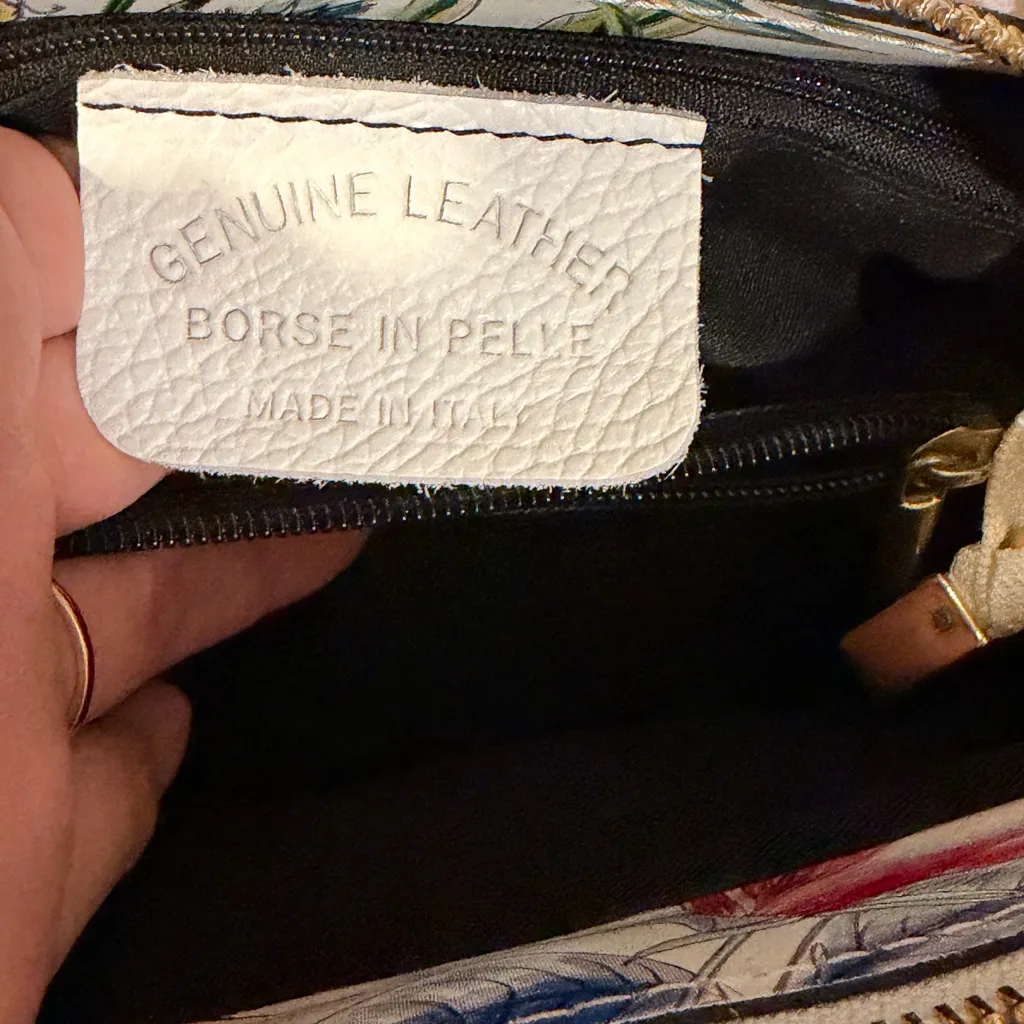 GENUINE LEATHER
BORSE IN PELLE
MADE IN ITALY